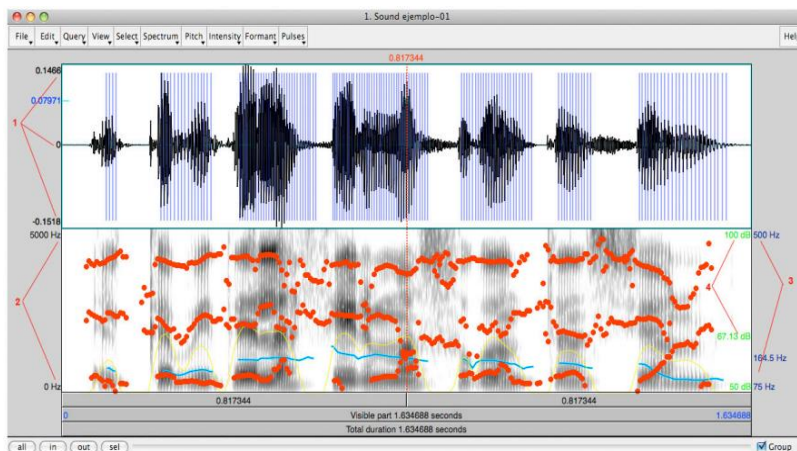 1. Sound ejemplo-01
File Edit Query View Select Spectrum Pitch Intensity Formant Pulses Help
0.817344
0.1466
0.07971
1
0
-0.1518
5000 Hz 100 dB 500 Hz
2 4 3
67.13 dB
164.5 Hz
0 Hz 50 dB 75 Hz
0.817344 0.817344
0 Visible part 1.634688 seconds 1.634688
Total duration 1.634688 seconds
all in out sel Group